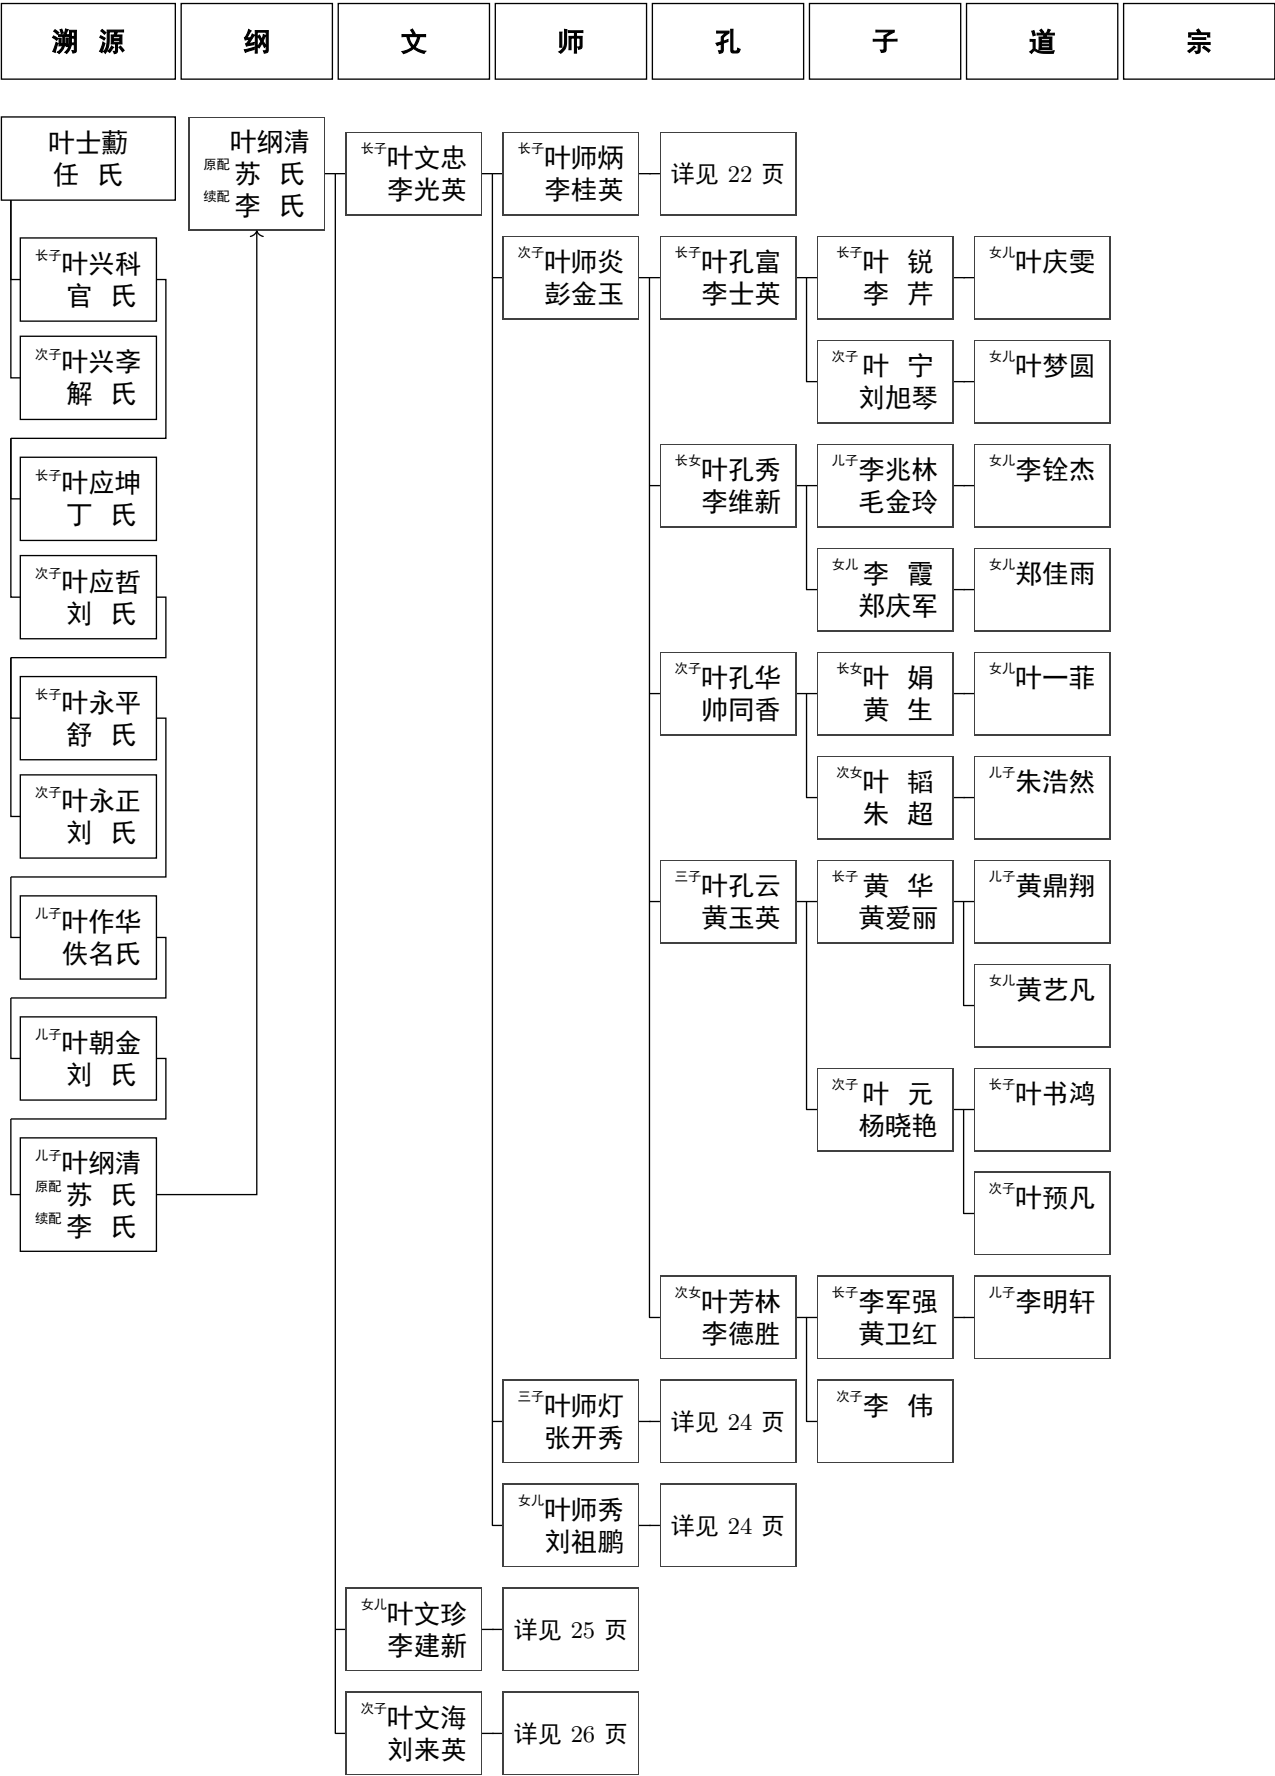 溯 源 纲 文 师 孔 子 道 宗
叶士勳
任 氏
长子叶兴科
官 氏
次子叶兴斈
解 氏
长子叶应坤
丁 氏
次子叶应哲
刘 氏
长子叶永平
舒 氏
次子叶永正
刘 氏
儿子叶作华
佚名氏
儿子叶朝金
刘 氏
儿子叶纲清
原配 苏 氏
续配 李 氏
叶纲清
原配 苏 氏
续配 李 氏
长子叶文忠
李光英
长子叶师炳
李桂英
详见 22 页
次子叶师炎
彭金玉
长子叶孔富
李士英
长子叶 锐
李 芹
女儿叶庆雯
次子叶 宁
刘旭琴
女儿叶梦圆
长女叶孔秀
李维新
儿子李兆林
毛金玲
女儿李铨杰
女儿李 霞
郑庆军
女儿郑佳雨
次子叶孔华
帅同香
长女叶 娟
黄 生
女儿叶一菲
次女叶 韬
朱 超
儿子朱浩然
三子叶孔云
黄玉英
长子黄 华
黄爱丽
儿子黄鼎翔
女儿黄艺凡
次子叶 元
杨晓艳
长子叶书鸿
次子叶预凡
次女叶芳林
李德胜
长子李军强
黄卫红
儿子李明轩
次子李 伟
三子叶师灯
张开秀
详见 24 页
女儿叶师秀
刘祖鹏
详见 24 页
女儿叶文珍
李建新
详见 25 页
次子叶文海
刘来英
详见 26 页